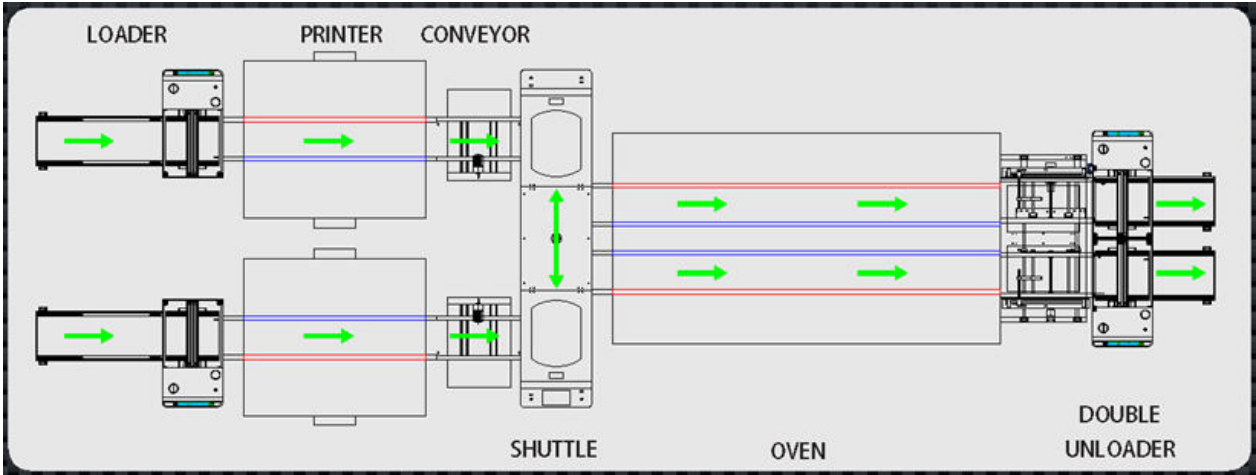 LOADER
PRINTER
CONVEYOR
SHUTTLE
OVEN
DOUBLE
UNLOADER